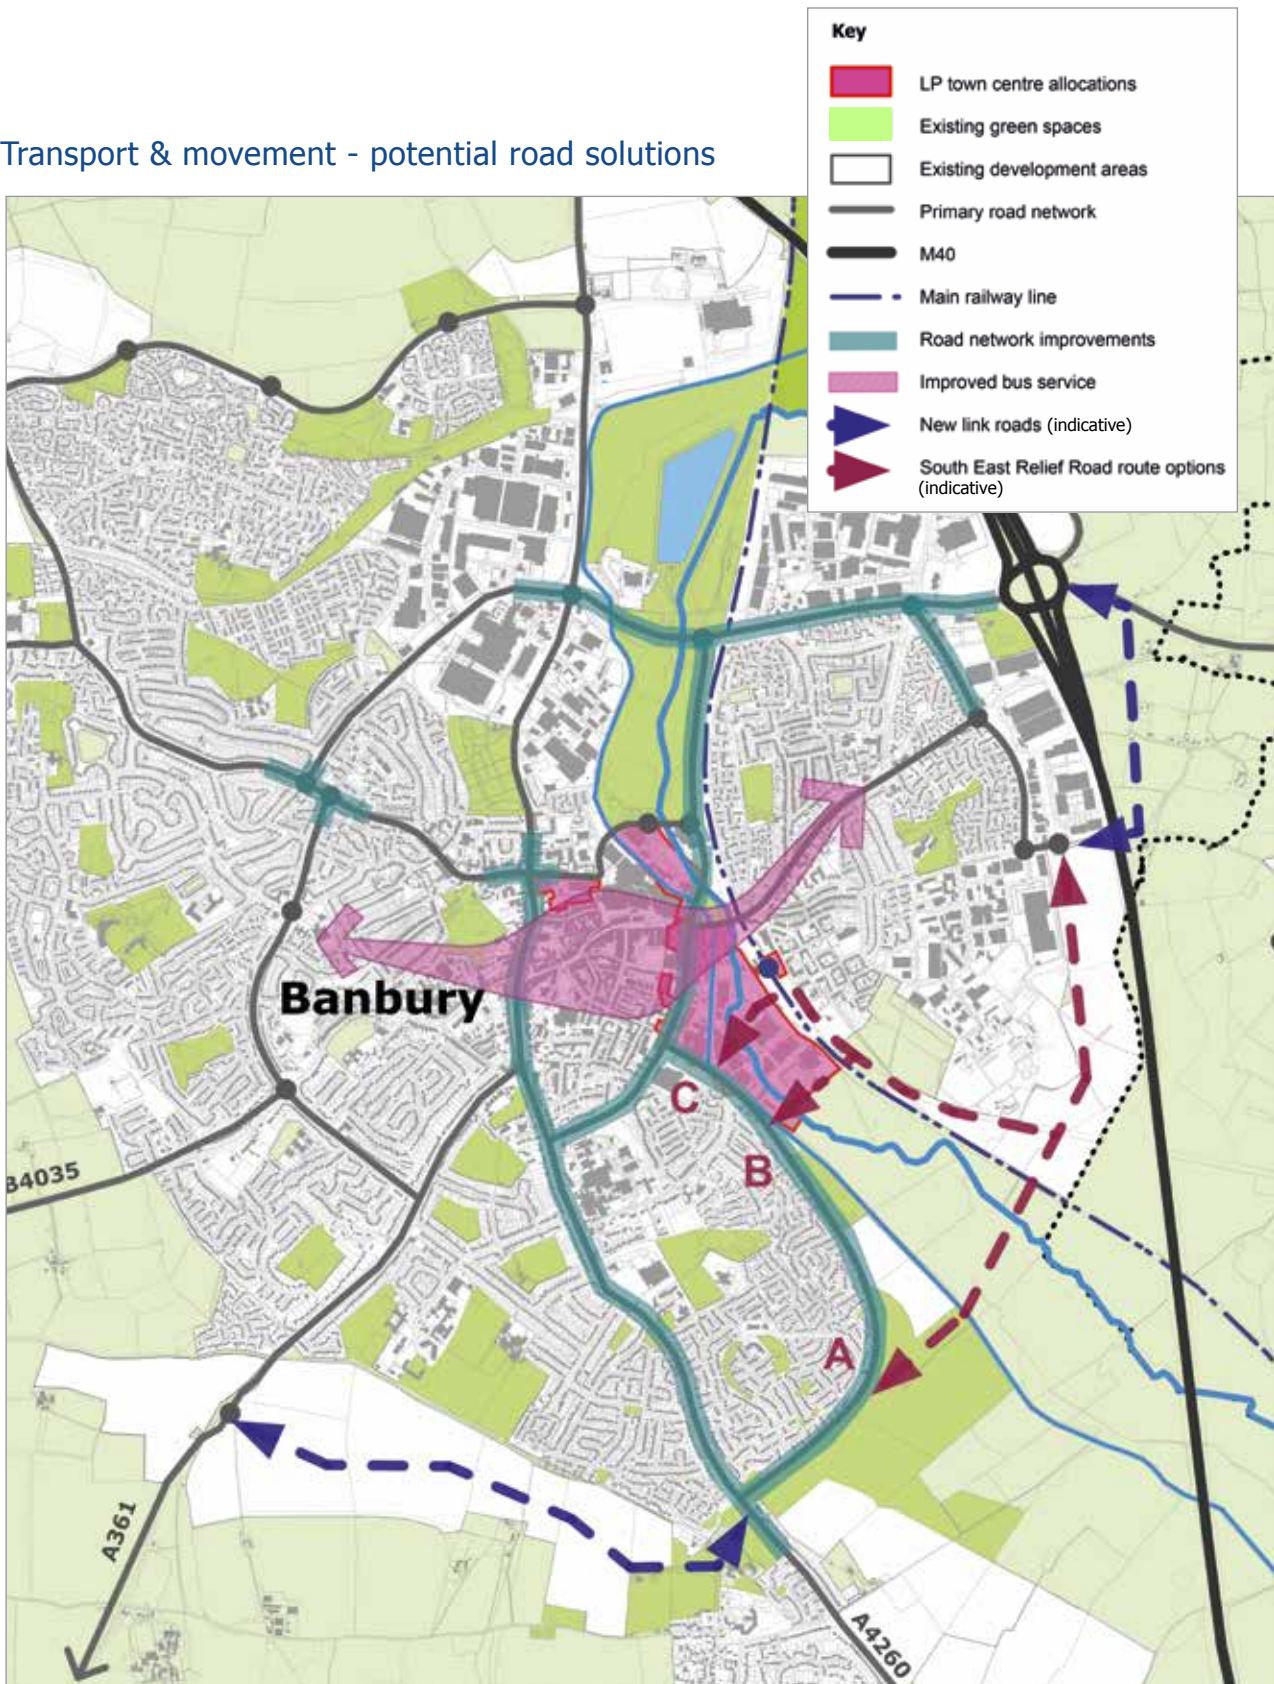 Key
LP town centre allocations
Existing green spaces
Transport & movement - potential road solutions
Existing development areas
Primary road network
M40
Main railway line
Road network improvements
Improved bus service
New link roads (indicative)
South East Relief Road route options
(indicative)
Banbury
C
B
B4035
A
A361
A4260